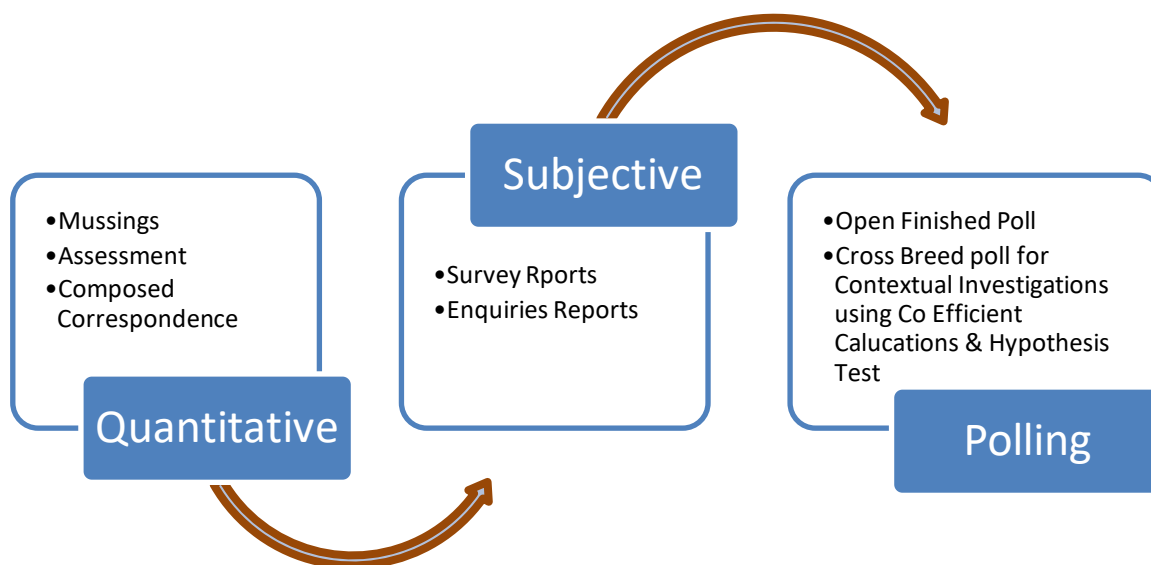 •Mussings
•Assessment
•Composed
Correspondence
Quantitative
Subjective
•Survey Rports
•Enquiries Reports
•Open Finished Poll
•Cross Breed poll for
Contextual Investigations
using Co Efficient
Calucations & Hypothesis
Test
Polling